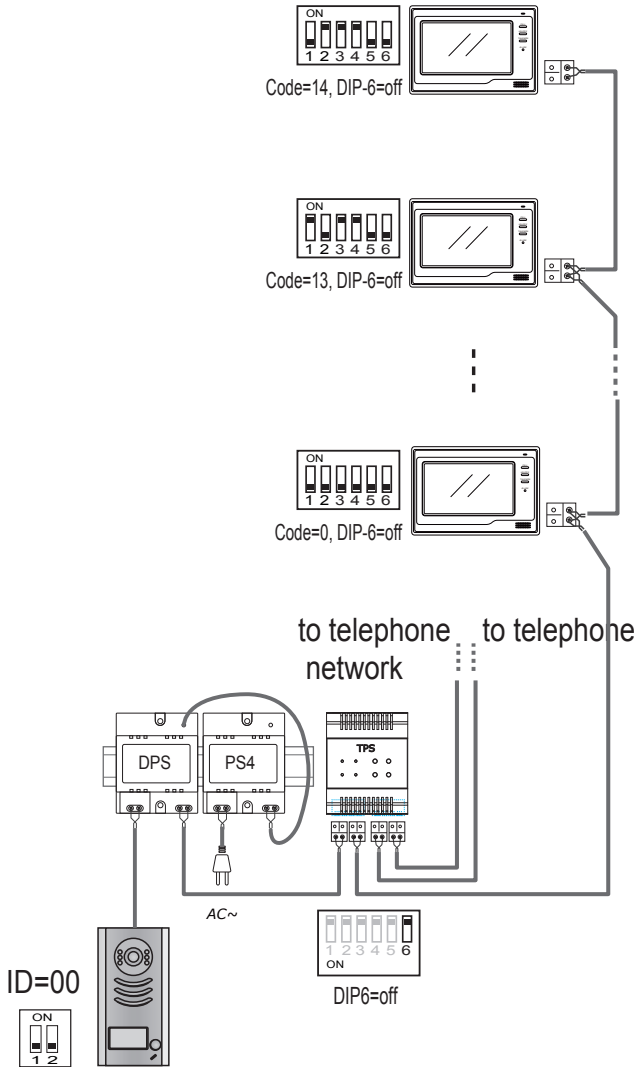 ON
1 2 3 4 5 6
Code=14, DIP-6=off
ON
1 2 3 4 5 6
Code=13, DIP-6=off
ON
1 2 3 4 5 6
Code=0, DIP-6=off
to telephone
network
to telephone
DPS
PS4
TPS
AC~
1 2 3 4 5 6
ON
DIP6=off
ID=00
ON
1 2